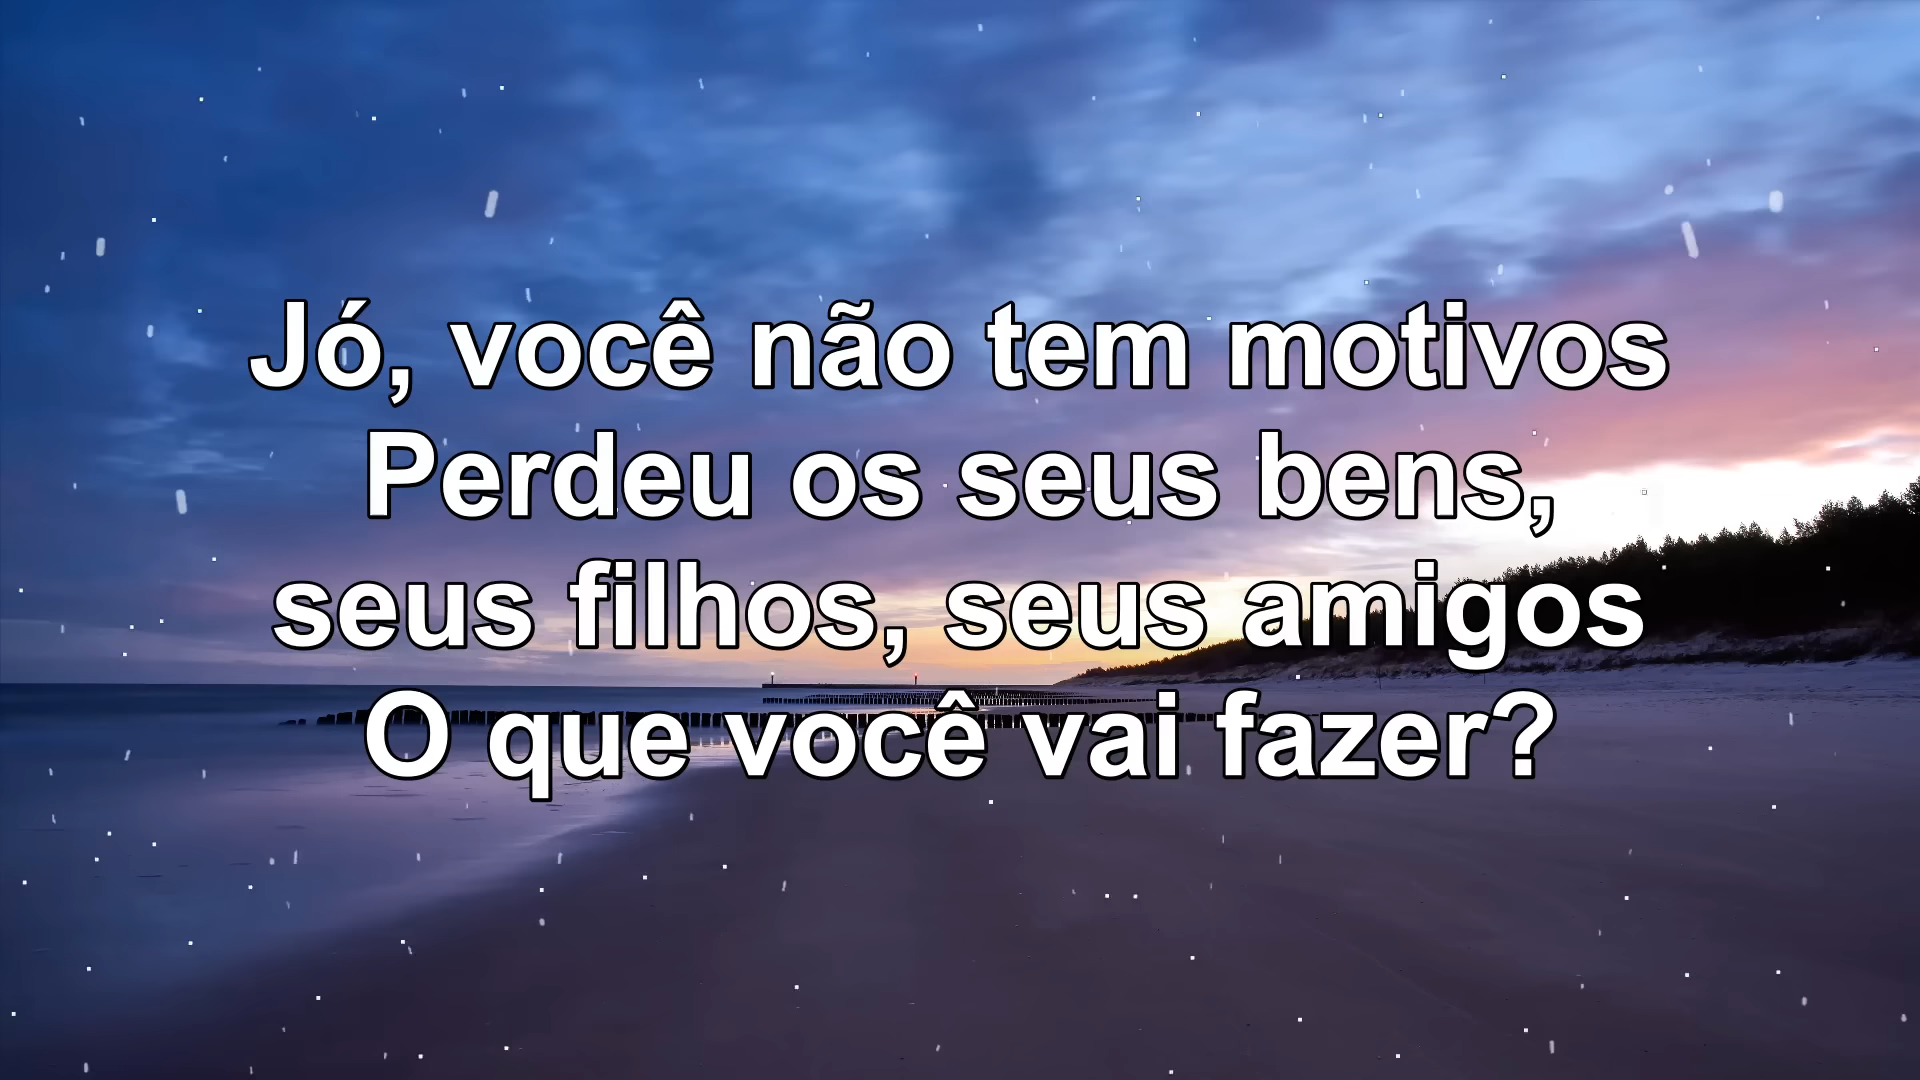 Jó, você não tem motivos
Perdeu os seus bens,
seus filhos, seus amigos
O que você vai fazer?